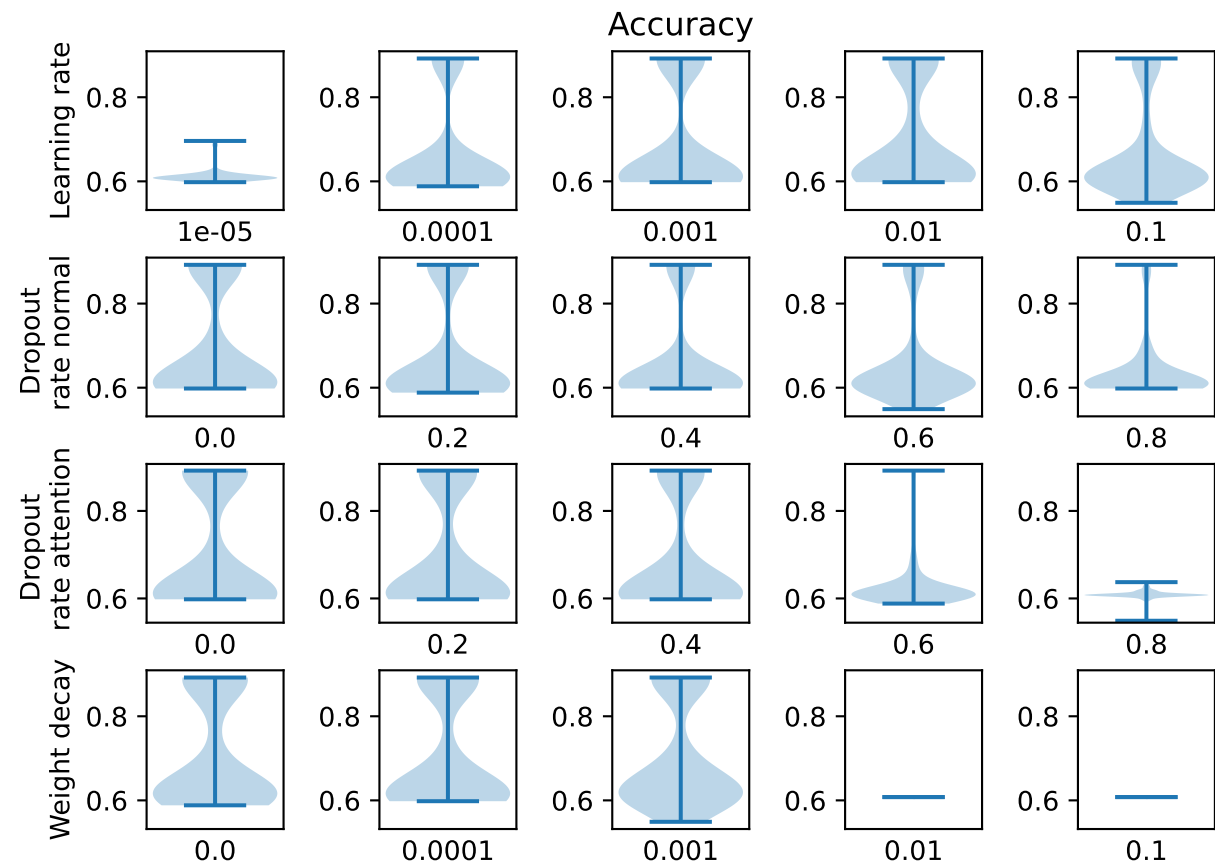 Accuracy
Learning rate
0.8 0.8 0.8 0.8 0.8
0.6 0.6 0.6 0.6 0.6
1e-05 0.0001 0.001 0.01 0.1
Dropout
rate normal
0.8 0.8 0.8 0.8 0.8
0.6 0.6 0.6 0.6 0.6
0.0 0.2 0.4 0.6 0.8
Dropout
rate attention
0.8 0.8 0.8 0.8 0.8
0.6 0.6 0.6 0.6 0.6
0.0 0.2 0.4 0.6 0.8
Weight decay
0.8 0.8 0.8 0.8 0.8
0.6 0.6 0.6 0.6 0.6
0.0 0.0001 0.001 0.01 0.1